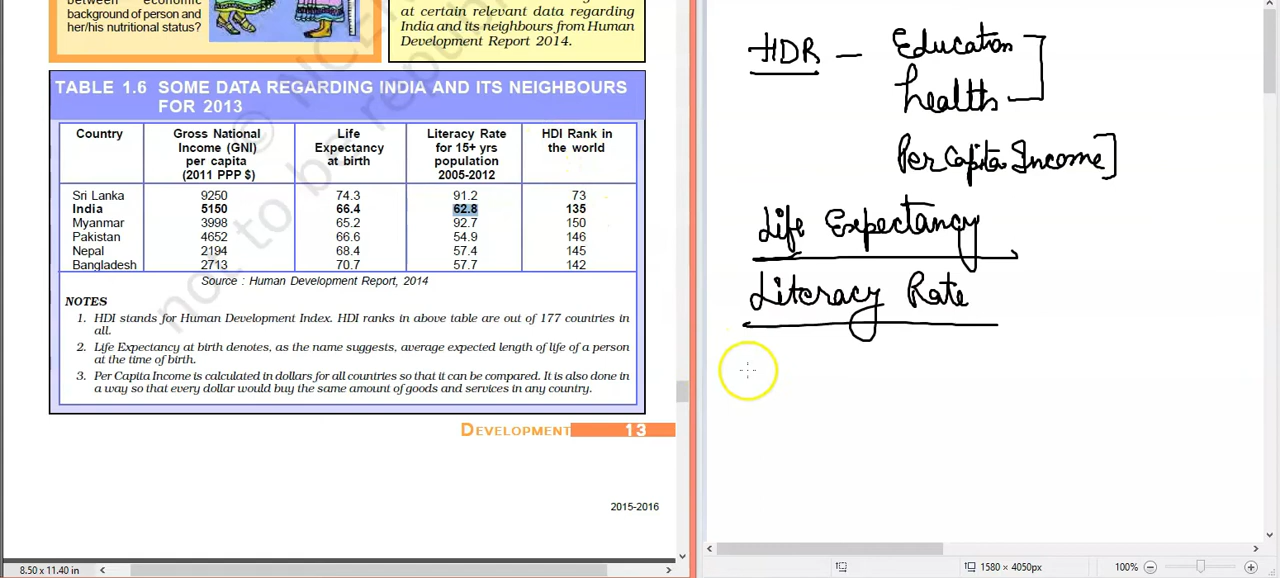 between economic
background of person and
her/his nutritional status?
at certain relevant data regarding
India and its neighbours from Human
Development Report 2014.
TABLE 1.6 SOME DATA REGARDING INDIA AND ITS NEIGHBOURS
FOR 2013
Country Gross National Income (GNI) per capita (2011 PPP $) Life Expectancy at birth Literacy Rate for 15+ yrs population 2005-2012 HDI Rank in the world
Sri Lanka 9250 74.3 91.2 73
India 5150 66.4 62.8 135
Myanmar 3998 65.2 92.7 150
Pakistan 4652 66.6 54.9 146
Nepal 2194 68.4 57.4 145
Bangladesh 2713 70.7 57.7 142
Source : Human Development Report, 2014
NOTES
1. HDI stands for Human Development Index. HDI ranks in above table are out of 177 countries in
all.
2. Life Expectancy at birth denotes, as the name suggests, average expected length of life of a person
at the time of birth.
3. Per Capita Income is calculated in dollars for all countries so that it can be compared. It is also done in
a way so that every dollar would buy the same amount of goods and services in any country.
DEVELOPMENT 13
2015-2016
8.50 x 11.40 in
HDR — Education
health
Per Capita Income
Life Expectancy
Literacy Rate
1580 × 4050px 100%